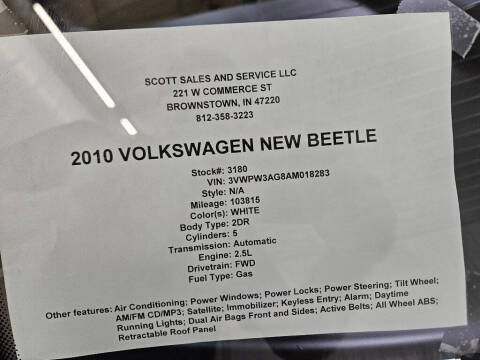 SCOTT SALES AND SERVICE LLC
221 W COMMERCE ST
BROWNSTOWN, IN 47220
812-358-3223
2010 VOLKSWAGEN NEW BEETLE
Stock#: 3180
VIN: 3VWPW3AG8AM018283
Style: N/A
Mileage: 103815
Color(s): WHITE
Body Type: 2DR
Cylinders: 5
Transmission: Automatic
Engine: 2.5L
Drivetrain: FWD
Fuel Type: Gas
Other features: Air Conditioning; Power Windows; Power Locks; Power Steering; Tilt Wheel;
AM/FM CD/MP3; Satellite; Immobilizer; Keyless Entry; Alarm; Daytime
Running Lights; Dual Air Bags Front and Sides; Active Belts; All Wheel ABS;
Retractable Roof Panel